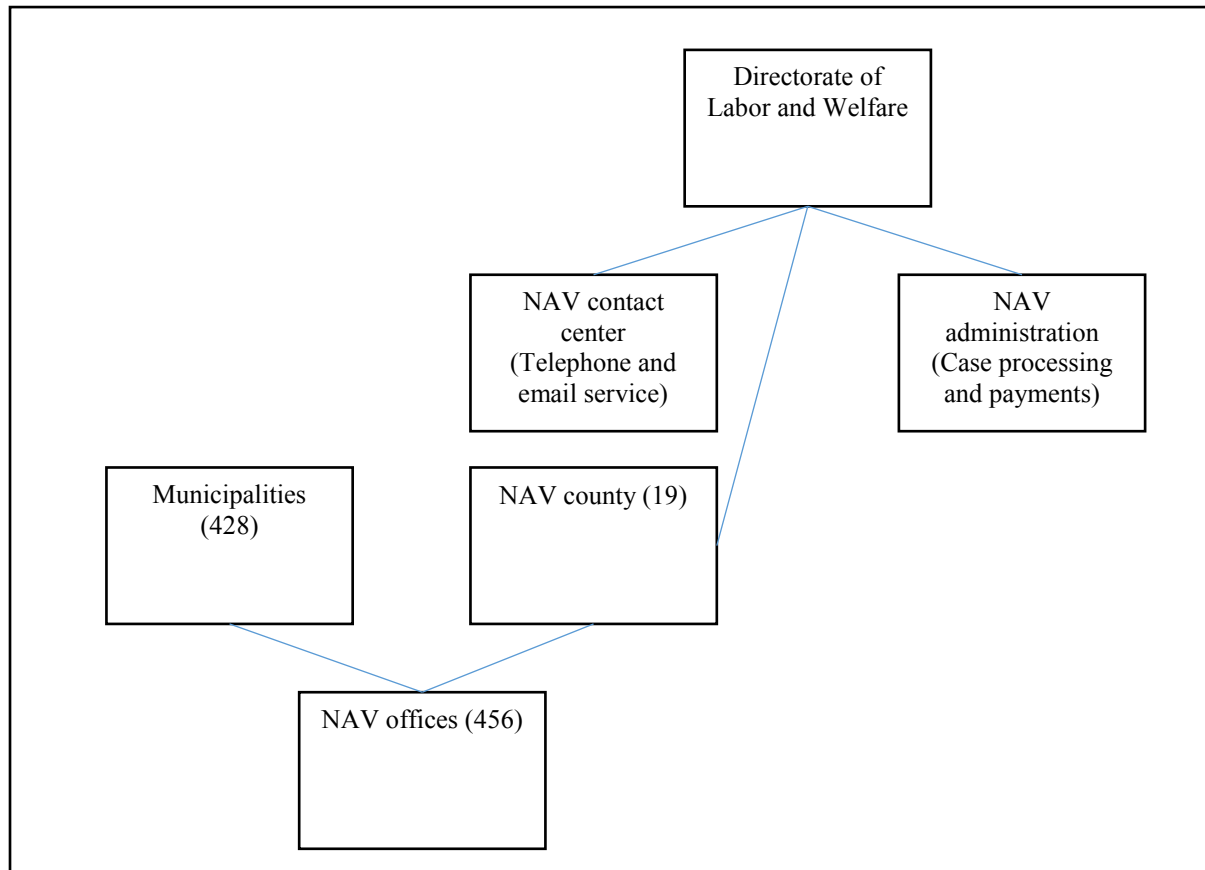 Directorate of
Labor and Welfare
NAV contact
center
(Telephone and
email service)
NAV
administration
(Case processing
and payments)
Municipalities
(428)
NAV county (19)
NAV offices (456)